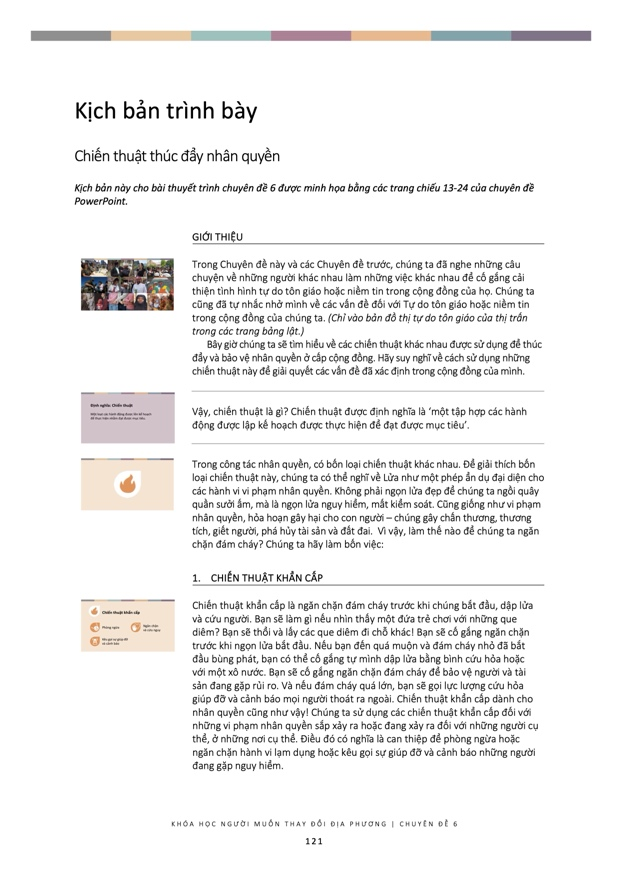 Kịch bản trình bày
Chiến thuật thúc đẩy nhân quyền
Kịch bản này cho bài thuyết trình chuyên đề 6 được minh họa bằng các trang chiếu 13-24 của chuyên đề
PowerPoint.
GIỚI THIỆU
Trong Chuyên đề này và các Chuyên đề trước, chúng ta đã nghe những câu
chuyện về những người khác nhau làm những việc khác nhau để cố gắng cải
thiện tình hình tự do tôn giáo hoặc niềm tin trong cộng đồng của họ. Chúng ta
cũng đã tự nhắc nhở mình về các vấn đề đối với Tự do tôn giáo hoặc niềm tin
trong cộng đồng của chúng ta. (Chỉ vào bản đồ thị tự do tôn giáo của thị trấn
trong các trang bảng lật.)
Bây giờ chúng ta sẽ tìm hiểu về các chiến thuật khác nhau được sử dụng để thúc
đẩy và bảo vệ nhân quyền ở cấp cộng đồng. Hãy suy nghĩ về cách sử dụng những
chiến thuật này để giải quyết các vấn đề đã xác định trong cộng đồng của mình.
Định nghĩa: Chiến thuật
Một loạt các hành động được lên kế hoạch
để thực hiện nhằm đạt được mục tiêu.
Vậy, chiến thuật là gì? Chiến thuật được định nghĩa là ‘một tập hợp các hành
động được lập kế hoạch được thực hiện để đạt được mục tiêu’.
Trong công tác nhân quyền, có bốn loại chiến thuật khác nhau. Để giải thích bốn
loại chiến thuật này, chúng ta có thể nghĩ về Lửa như một phép ẩn dụ đại diện cho
các hành vi vi phạm nhân quyền. Không phải ngọn lửa đẹp để chúng ta ngồi quây
quần sưởi ấm, mà là ngọn lửa nguy hiểm, mất kiểm soát. Cũng giống như vi phạm
nhân quyền, hỏa hoạn gây hại cho con người – chúng gây chấn thương, thương
tích, giết người, phá hủy tài sản và đất đai. Vì vậy, làm thế nào để chúng ta ngăn
chặn đám cháy? Chúng ta hãy làm bốn việc:
1. CHIẾN THUẬT KHẨN CẤP
Chiến thuật khẩn cấp
Phòng ngừa
Ngăn chặn
và cứu nguy
Kêu gọi sự giúp đỡ
và cảnh báo
Chiến thuật khẩn cấp là ngăn chặn đám cháy trước khi chúng bắt đầu, dập lửa
và cứu người. Bạn sẽ làm gì nếu nhìn thấy một đứa trẻ chơi với những que
diêm? Bạn sẽ thổi và lấy các que diêm đi chỗ khác! Bạn sẽ cố gắng ngăn chặn
trước khi ngọn lửa bắt đầu. Nếu bạn đến quá muộn và đám cháy nhỏ đã bắt
đầu bùng phát, bạn có thể cố gắng tự mình dập lửa bằng bình cứu hỏa hoặc
với một xô nước. Bạn sẽ cố gắng ngăn chặn đám cháy để bảo vệ người và tài
sản đang gặp rủi ro. Và nếu đám cháy quá lớn, bạn sẽ gọi lực lượng cứu hỏa
giúp đỡ và cảnh báo mọi người thoát ra ngoài. Chiến thuật khẩn cấp dành cho
nhân quyền cũng như vậy! Chúng ta sử dụng các chiến thuật khẩn cấp đối với
những vi phạm nhân quyền sắp xảy ra hoặc đang xảy ra đối với những người cụ
thể, ở những nơi cụ thể. Điều đó có nghĩa là can thiệp để phòng ngừa hoặc
ngăn chặn hành vi lạm dụng hoặc kêu gọi sự giúp đỡ và cảnh báo những người
đang gặp nguy hiểm.
KHÓA HỌC NGƯỜI MUỐN THAY ĐỔI ĐỊA PHƯƠNG | CHUYÊN ĐỀ 6
121